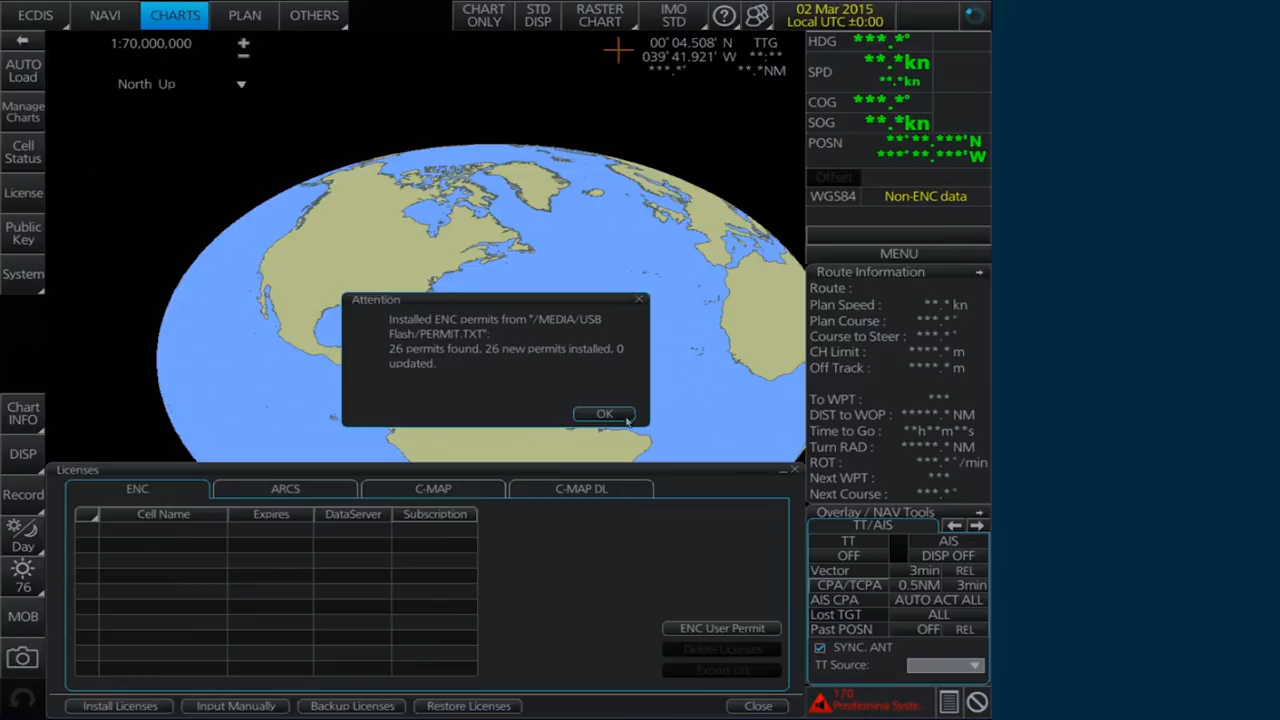 ECDIS NAVI CHARTS PLAN OTHERS CHART ONLY STD DISP RASTER CHART IMO STD ? 02 Mar 2015
Local UTC ±0:00
AUTO Load
Manage Charts
Cell Status
License
Public Key
System
Chart INFO
DISP
Record
Day
76
MOB
1:70,000,000 + −
North Up
00° 04.508' N TTG
039° 41.921' W **:**
***.*° **.*NM
HDG ***.*°
SPD **.*kn
**.*kn
COG ***.*°
SOG **.*kn
POSN **°**.***'N
***°**.***'W
Offset
WGS84 Non-ENC data
MENU
Route Information
Route :
Plan Speed : **.* kn
Plan Course : ***.*°
Course to Steer : ***.*°
CH Limit : ****.* m
Off Track : ****.* m
To WPT : ***
DIST to WOP : *****.* NM
Time to Go : **h**m**s
Turn RAD : *****.* NM
ROT : ***.*°/min
Next WPT : ***
Next Course : ***.*°
Overlay / NAV Tools
TT/AIS
TT AIS
OFF DISP OFF
Vector 3min REL
CPA/TCPA 0.5NM 3min
AIS CPA AUTO ACT ALL
Lost TGT ALL
Past POSN OFF REL
SYNC. ANT
TT Source:
170
Positioning Syste...
Attention
Installed ENC permits from "/MEDIA/USB
Flash/PERMIT.TXT":
26 permits found, 26 new permits installed, 0
updated.
OK
Licenses
ENC ARCS C-MAP C-MAP DL
Cell Name Expires DataServer Subscription
ENC User Permit
Delete Licenses
Export List
Install Licenses Input Manually Backup Licenses Restore Licenses Close